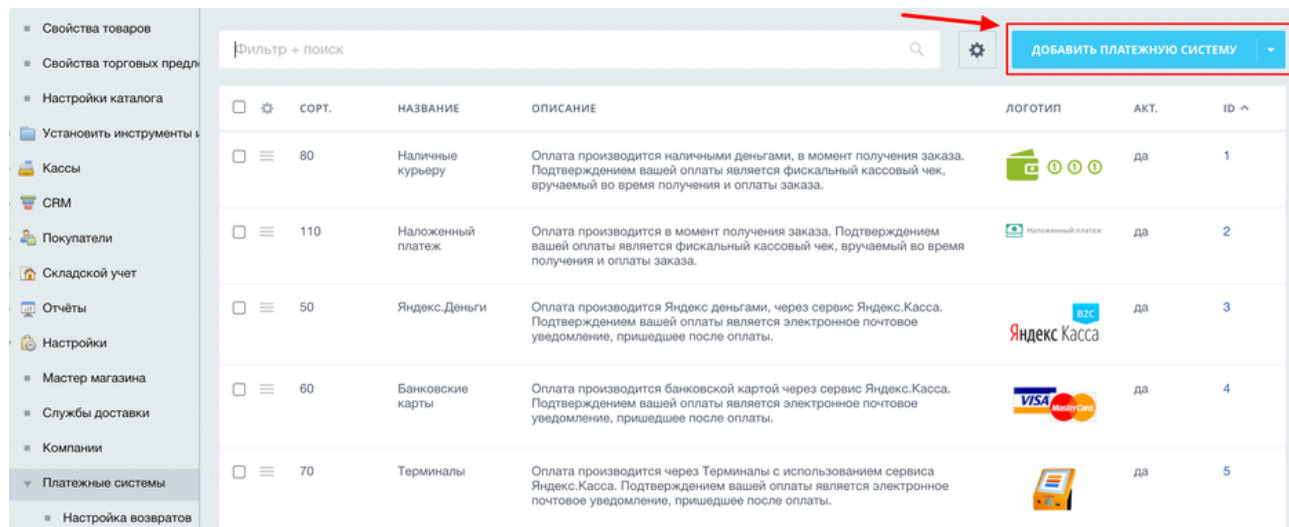 Свойства товаров
Свойства торговых предл
Настройки каталога
Установить инструменты и
Кассы
CRM
Покупатели
Складской учет
Отчёты
Настройки
Мастер магазина
Службы доставки
Компании
Платежные системы
Настройка возвратов
Фильтр + поиск
ДОБАВИТЬ ПЛАТЕЖНУЮ СИСТЕМУ
СОРТ. НАЗВАНИЕ ОПИСАНИЕ ЛОГОТИП АКТ. ID
80 Наличные Оплата производится наличными деньгами, в момент получения заказа. да 1
курьеру Подтверждением вашей оплаты является фискальный кассовый чек,
вручаемый во время получения и оплаты заказа.
110 Наложенный Оплата производится в момент получения заказа. Подтверждением Наложенный платеж да 2
платеж вашей оплаты является фискальный кассовый чек, вручаемый во время
получения и оплаты заказа.
50 Яндекс.Деньги Оплата производится Яндекс деньгами, через сервис Яндекс.Касса. B2C да 3
Подтверждением вашей оплаты является электронное почтовое Яндекс Касса
уведомление, пришедшее после оплаты.
60 Банковские Оплата производится банковской картой через сервис Яндекс.Касса. VISA MasterCard да 4
карты Подтверждением вашей оплаты является электронное почтовое
уведомление, пришедшее после оплаты.
70 Терминалы Оплата производится через Терминалы с использованием сервиса да 5
Яндекс.Касса. Подтверждением вашей оплаты является электронное
почтовое уведомление, пришедшее после оплаты.